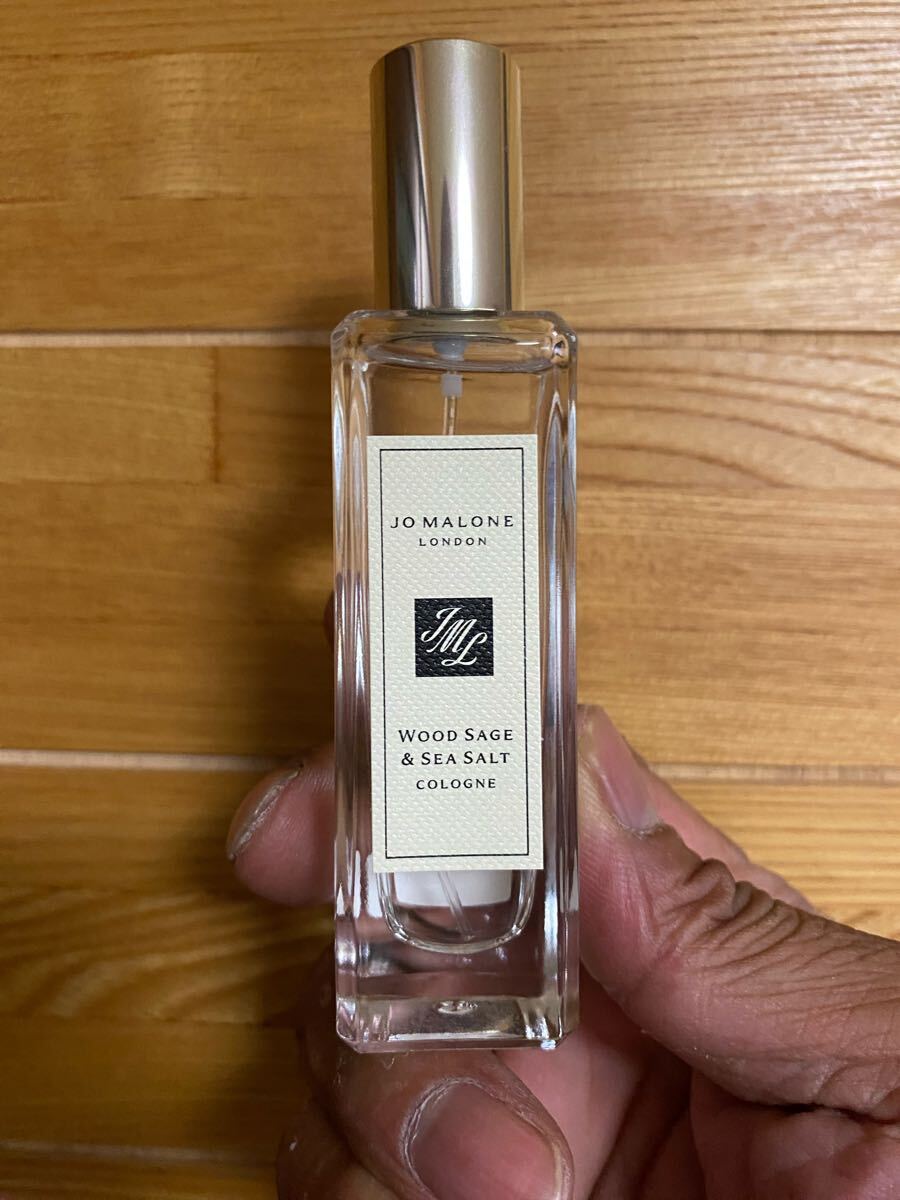 JO MALONE
LONDON
JML
WOOD SAGE
& SEA SALT
COLOGNE